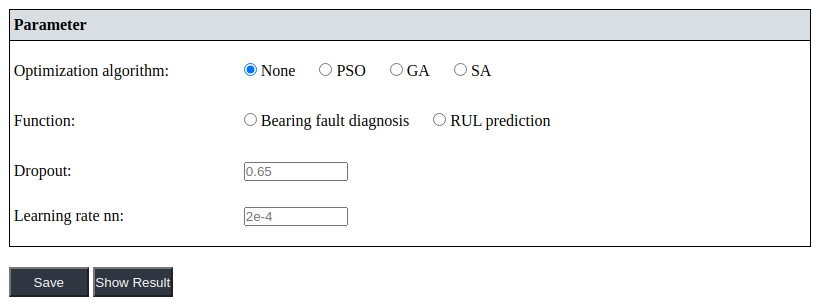 Parameter
Optimization algorithm: None PSO GA SA
Function: Bearing fault diagnosis RUL prediction
Dropout: 0.65
Learning rate nn: 2e-4
Save Show Result